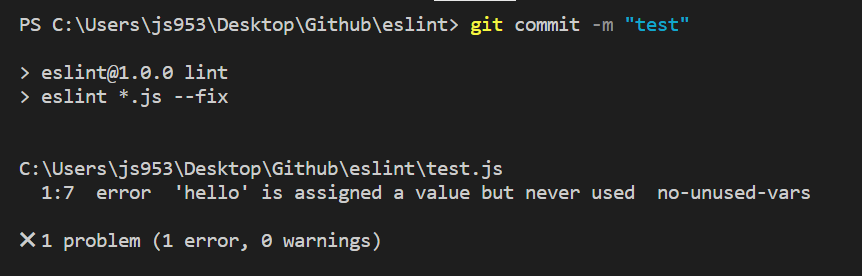 PS C:\Users\js953\Desktop\Github\eslint> git commit -m "test"
> eslint@1.0.0 lint
> eslint *.js --fix
C:\Users\js953\Desktop\Github\eslint\test.js
1:7 error 'hello' is assigned a value but never used no-unused-vars
✕ 1 problem (1 error, 0 warnings)